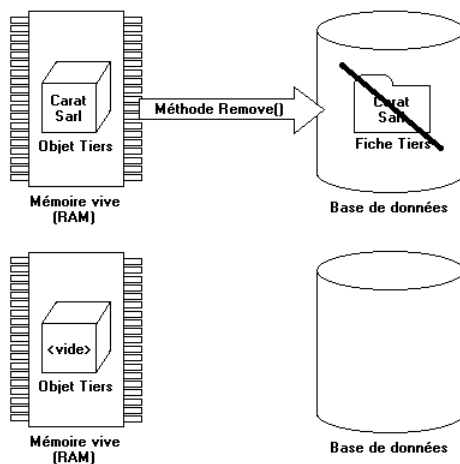 Carat
Sarl
Objet Tiers
Méthode Remove()
Carat
Sarl
Fiche Tiers
Mémoire vive
(RAM)
Base de données
<vide>
Objet Tiers
Mémoire vive
(RAM)
Base de données